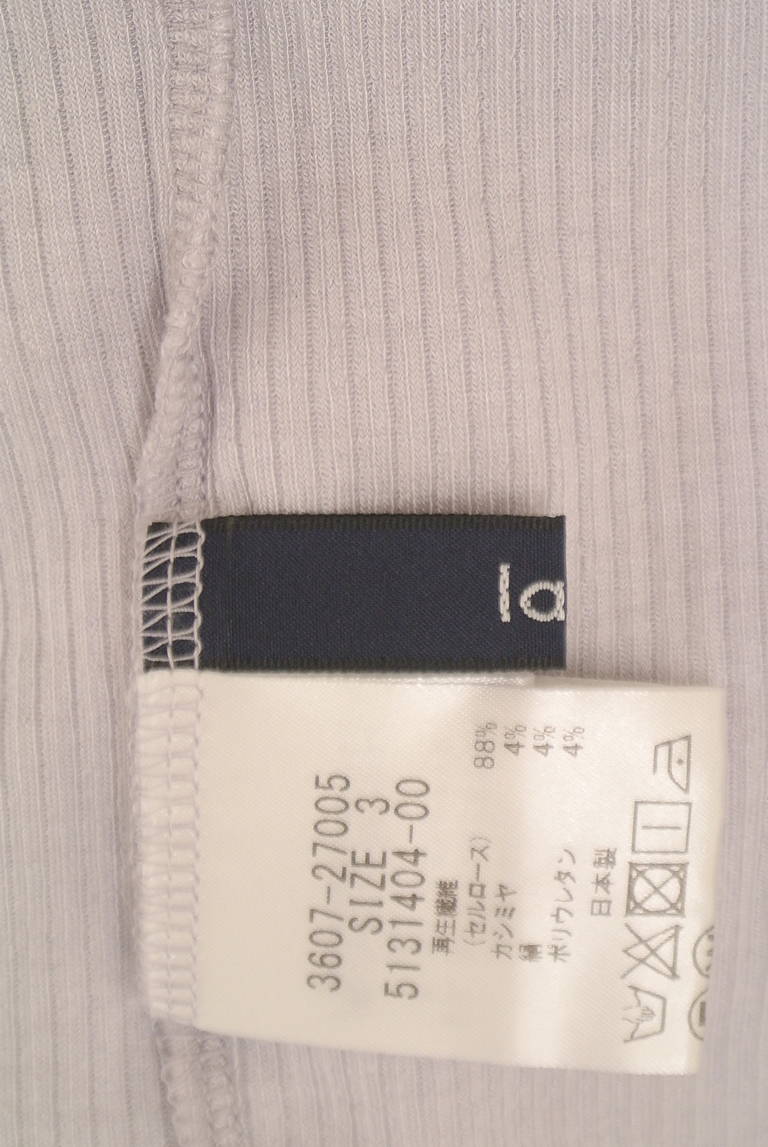 3607-27005
SIZE 3
5131404-00
再生繊維
(セルロース) 88%
カシミヤ 4%
絹 4%
ポリウレタン 4%
日本製